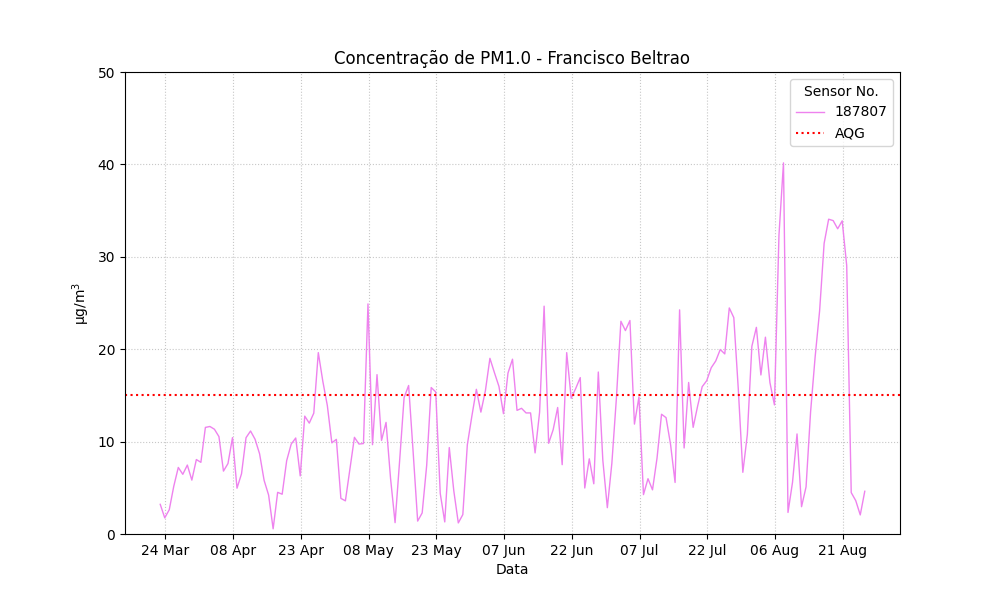 Concentração de PM1.0 - Francisco Beltrao
Sensor No.
187807
AQG
50
40
30
20
10
0
µg/m³
24 Mar
08 Apr
23 Apr
08 May
23 May
07 Jun
22 Jun
07 Jul
22 Jul
06 Aug
21 Aug
Data